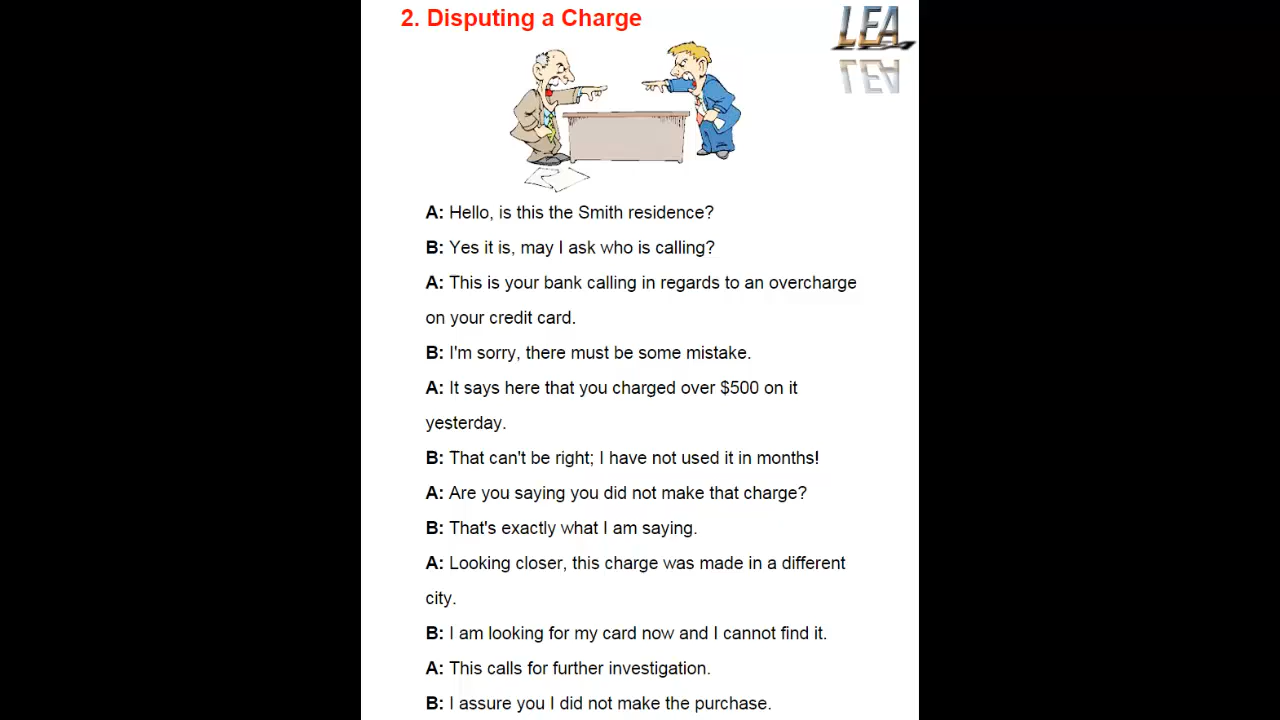 2. Disputing a Charge
LEA
A: Hello, is this the Smith residence?
B: Yes it is, may I ask who is calling?
A: This is your bank calling in regards to an overcharge
on your credit card.
B: I'm sorry, there must be some mistake.
A: It says here that you charged over $500 on it
yesterday.
B: That can't be right; I have not used it in months!
A: Are you saying you did not make that charge?
B: That's exactly what I am saying.
A: Looking closer, this charge was made in a different
city.
B: I am looking for my card now and I cannot find it.
A: This calls for further investigation.
B: I assure you I did not make the purchase.